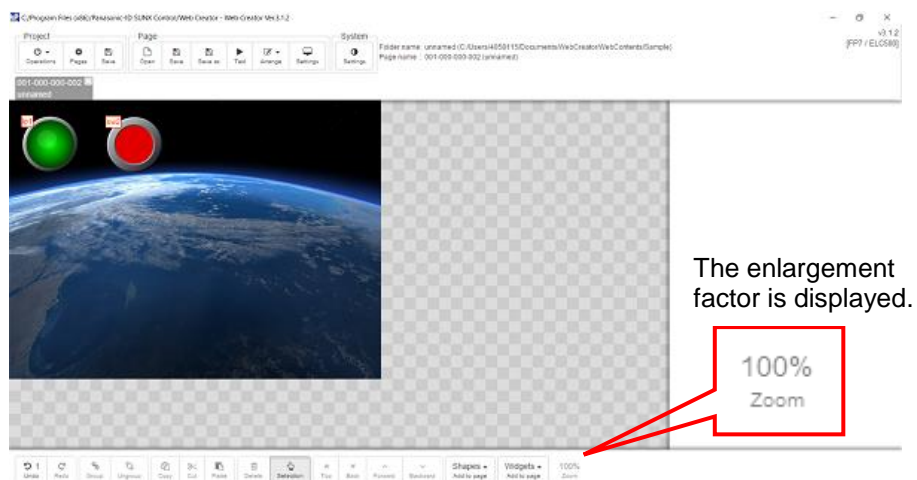 C:/Program Files (x86)/Panasonic-ID SUNX Control/Web Creator - Web Creator Ver.3.1.2
Project Page System
Operations Pages Save Open Save Save as Test Arrange Settings Settings
v3.1.2
[FP7 / ELC500]
Folder name: unnamed (C:/Users/4058115/Documents/WebCreator/WebContents/Sample)
Page name : 001-000-000-002 (unnamed)
001-000-000-002
unnamed
The enlargement
factor is displayed.
100%
Zoom
1 Shapes Widgets 100%
Undo Redo Group Ungroup Copy Cut Paste Delete Selection Top Back Forward Backward Add to page Add to page Zoom